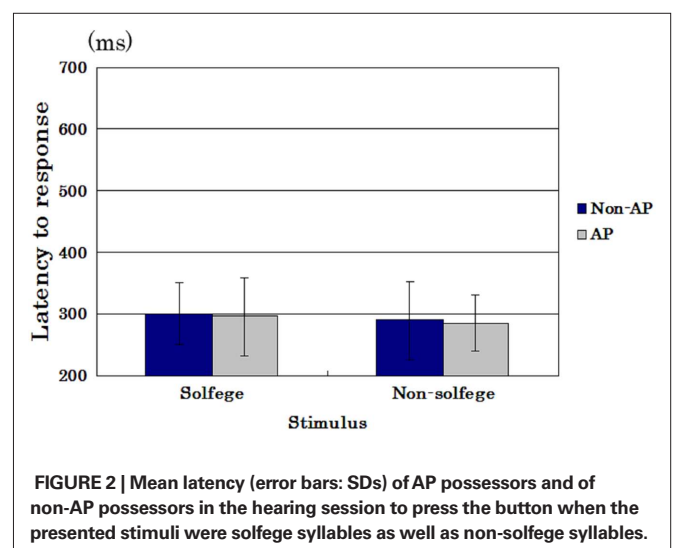 (ms)
700
600
500
400
300
200
Latency to response
Non-AP
AP
Solfege
Non-solfege
Stimulus
FIGURE 2 | Mean latency (error bars: SDs) of AP possessors and of
non-AP possessors in the hearing session to press the button when the
presented stimuli were solfege syllables as well as non-solfege syllables.